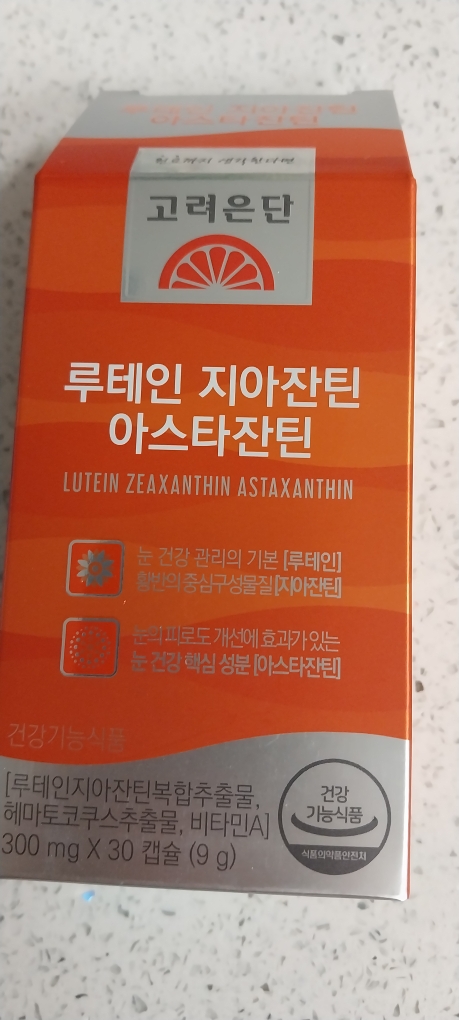 루테인 지아잔틴
아스타잔틴
고려은단
루테인 지아잔틴
아스타잔틴
LUTEIN ZEAXANTHIN ASTAXANTHIN
눈 건강 관리의 기본 [루테인]
황반의 중심구성물질 [지아잔틴]
눈의 피로도 개선에 효과가 있는
눈 건강 핵심 성분 [아스타잔틴]
건강기능식품
[루테인지아잔틴복합추출물,
헤마토코쿠스추출물, 비타민A]
300 mg X 30 캡슐 (9 g)
건강
기능식품
식품의약품안전처